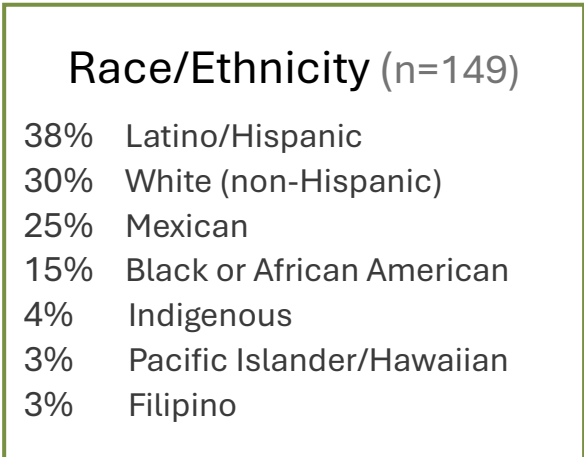 Race/Ethnicity (n=149)
38% Latino/Hispanic
30% White (non-Hispanic)
25% Mexican
15% Black or African American
4% Indigenous
3% Pacific Islander/Hawaiian
3% Filipino